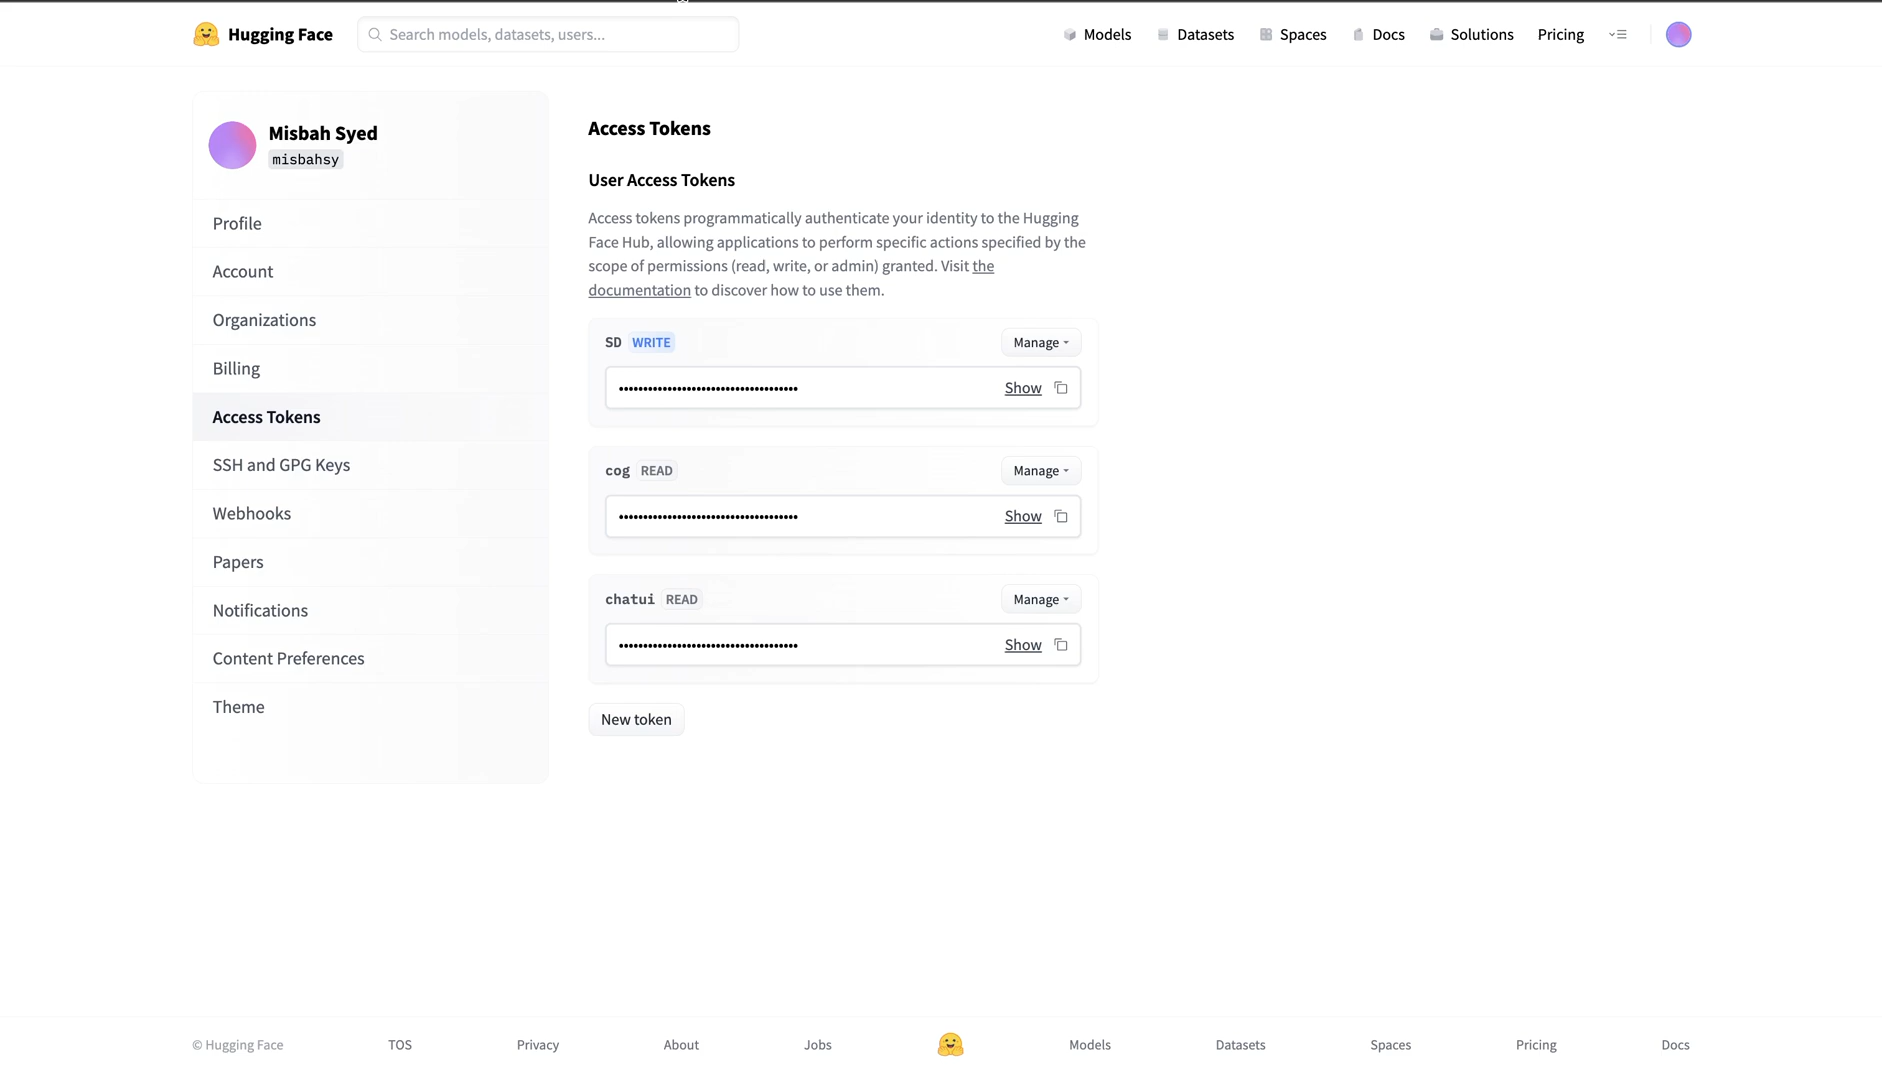 Hugging Face
Search models, datasets, users...
Models
Datasets
Spaces
Docs
Solutions
Pricing
Misbah Syed
misbahsy
Profile
Account
Organizations
Billing
Access Tokens
SSH and GPG Keys
Webhooks
Papers
Notifications
Content Preferences
Theme
Access Tokens
User Access Tokens
Access tokens programmatically authenticate your identity to the Hugging
Face Hub, allowing applications to perform specific actions specified by the
scope of permissions (read, write, or admin) granted. Visit the
documentation to discover how to use them.
SD WRITE
Manage
•••••••••••••••••••••••••••••••••••••
Show
cog READ
Manage
•••••••••••••••••••••••••••••••••••••
Show
chatui READ
Manage
•••••••••••••••••••••••••••••••••••••
Show
New token
© Hugging Face
TOS
Privacy
About
Jobs
Models
Datasets
Spaces
Pricing
Docs